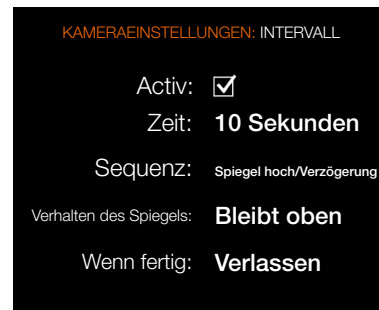 KAMERAEINSTELLUNGEN: INTERVALL
Activ:
Zeit: 10 Sekunden
Sequenz: Spiegel hoch/Verzögerung
Verhalten des Spiegels: Bleibt oben
Wenn fertig: Verlassen